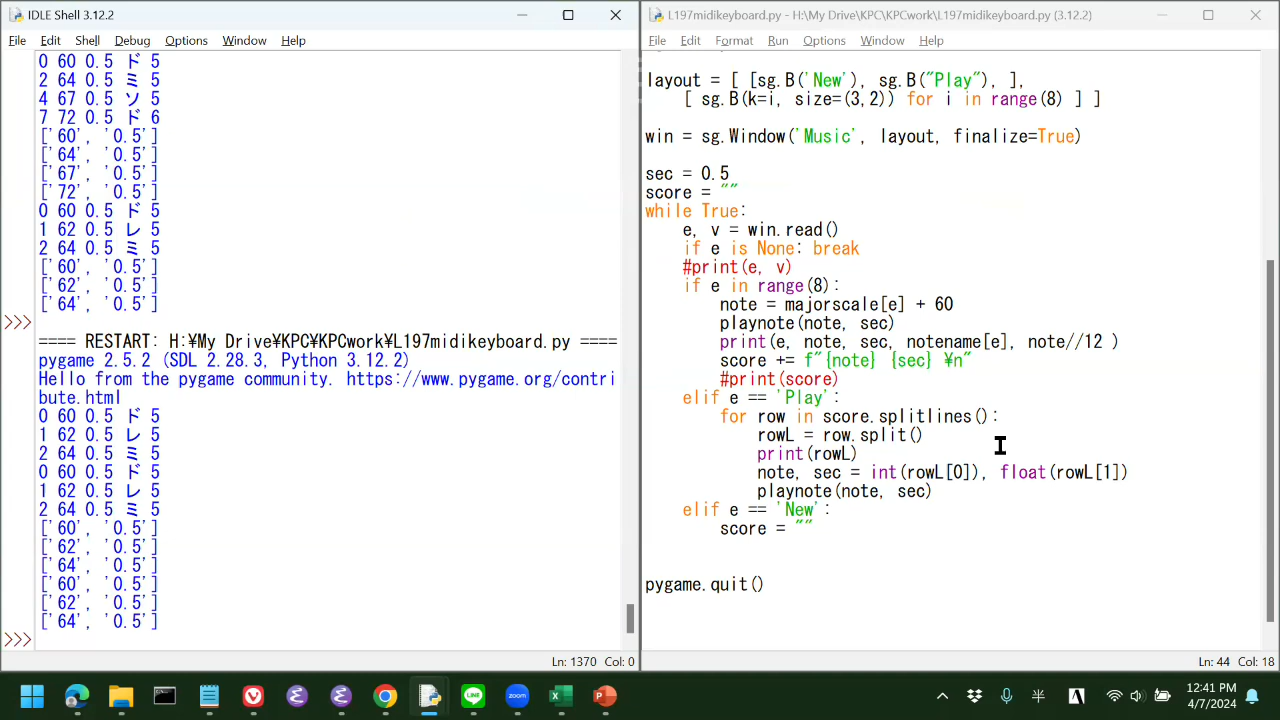 IDLE Shell 3.12.2
File Edit Shell Debug Options Window Help
0 60 0.5 ド 5
2 64 0.5 ミ 5
4 67 0.5 ソ 5
7 72 0.5 ド 6
['60', '0.5']
['64', '0.5']
['67', '0.5']
['72', '0.5']
0 60 0.5 ド 5
1 62 0.5 レ 5
2 64 0.5 ミ 5
['60', '0.5']
['62', '0.5']
['64', '0.5']
>>>
==== RESTART: H:¥My Drive¥KPC¥KPCwork¥L197midikeyboard.py ====
pygame 2.5.2 (SDL 2.28.3, Python 3.12.2)
Hello from the pygame community. https://www.pygame.org/contri
bute.html
0 60 0.5 ド 5
1 62 0.5 レ 5
2 64 0.5 ミ 5
0 60 0.5 ド 5
1 62 0.5 レ 5
2 64 0.5 ミ 5
['60', '0.5']
['62', '0.5']
['64', '0.5']
['60', '0.5']
['62', '0.5']
['64', '0.5']
>>>
Ln: 1370 Col: 0
L197midikeyboard.py - H:\My Drive\KPC\KPCwork\L197midikeyboard.py (3.12.2)
File Edit Format Run Options Window Help
layout = [ [sg.B('New'), sg.B("Play"), ],
    [ sg.B(k=i, size=(3,2)) for i in range(8) ] ]
win = sg.Window('Music', layout, finalize=True)
sec = 0.5
score = ""
while True:
    e, v = win.read()
    if e is None: break
    #print(e, v)
    if e in range(8):
        note = majorscale[e] + 60
        playnote(note, sec)
        print(e, note, sec, notename[e], note//12 )
        score += f"{note} {sec} ¥n"
        #print(score)
    elif e == 'Play':
        for row in score.splitlines():
            rowL = row.split()
            print(rowL)
            note, sec = int(rowL[0]), float(rowL[1])
            playnote(note, sec)
    elif e == 'New':
        score = ""
pygame.quit()
Ln: 44 Col: 18
12:41 PM
4/7/2024